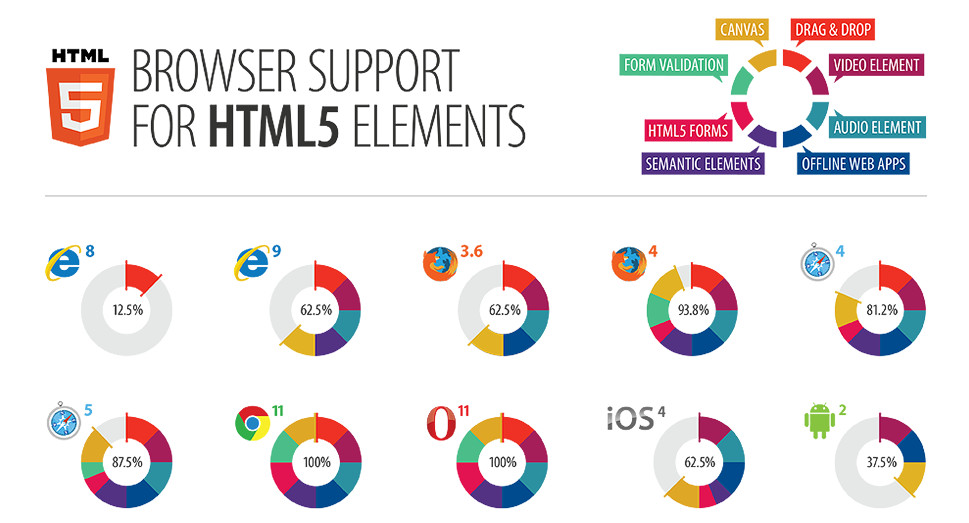 HTML
5
BROWSER SUPPORT
FOR HTML5 ELEMENTS
CANVAS
DRAG & DROP
FORM VALIDATION
VIDEO ELEMENT
HTML5 FORMS
AUDIO ELEMENT
SEMANTIC ELEMENTS
OFFLINE WEB APPS
8
12.5%
9
62.5%
3.6
62.5%
4
93.8%
4
81.2%
5
87.5%
11
100%
11
100%
iOS 4
62.5%
2
37.5%